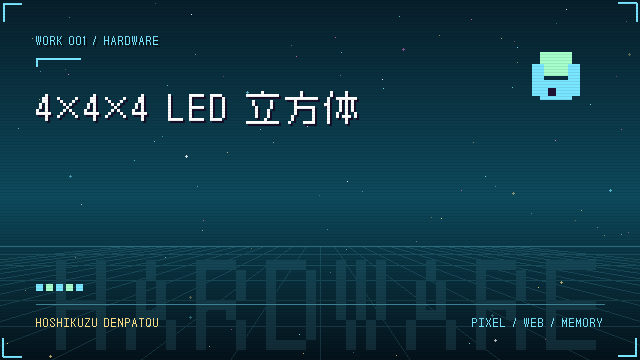 WORK 001 / HARDWARE
4×4×4 LED 立方体
HARDWARE
HOSHIKUZU DENPATOU
PIXEL / WEB / MEMORY